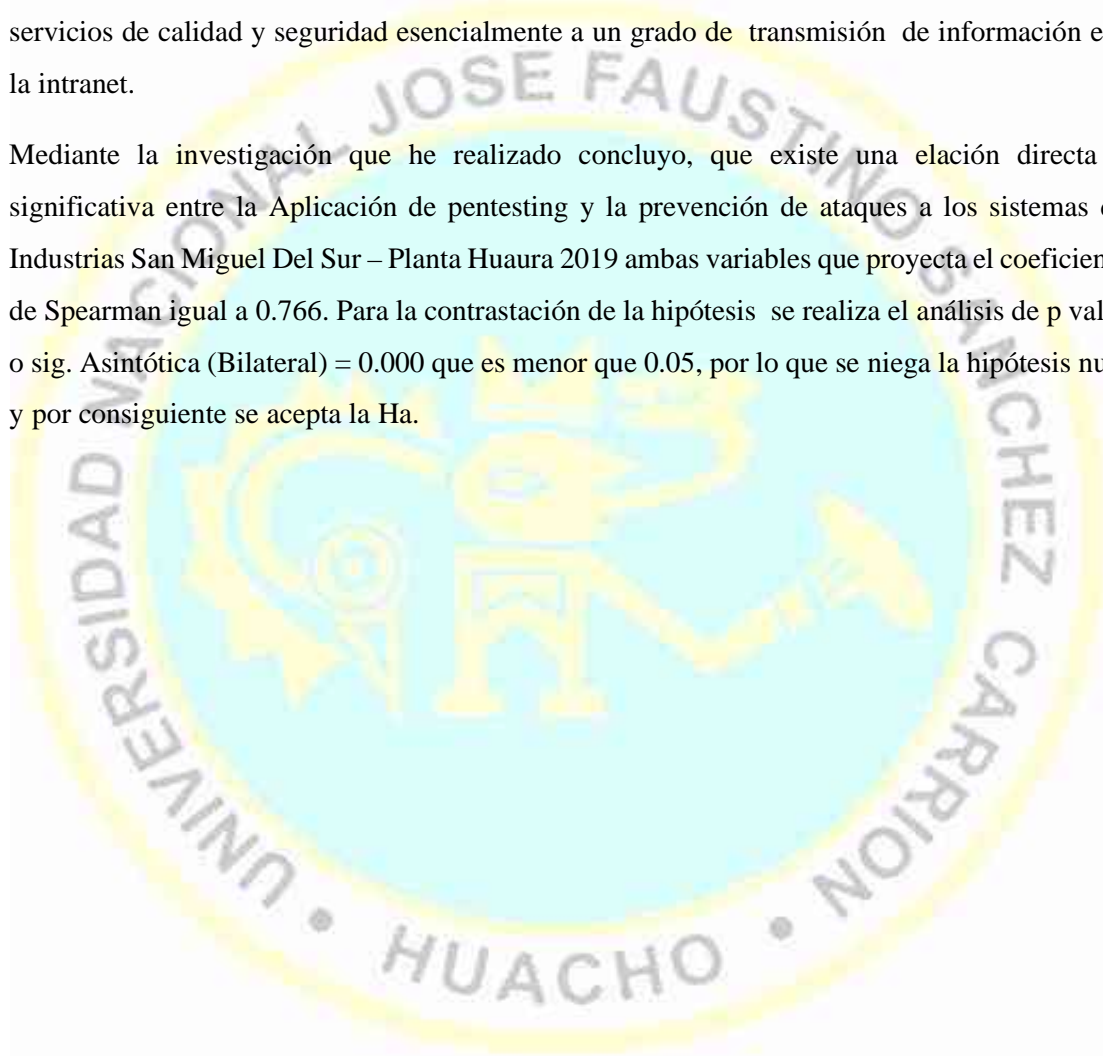 servicios de calidad y seguridad esencialmente a un grado de transmisión de información e
la intranet.
Mediante la investigación que he realizado concluyo, que existe una elación directa
significativa entre la Aplicación de pentesting y la prevención de ataques a los sistemas
Industrias San Miguel Del Sur – Planta Huaura 2019 ambas variables que proyecta el coeficien
de Spearman igual a 0.766. Para la contrastación de la hipótesis se realiza el análisis de p val
o sig. Asintótica (Bilateral) = 0.000 que es menor que 0.05, por lo que se niega la hipótesis nu
y por consiguiente se acepta la Ha.
UNIVERSIDAD NACIONAL JOSE FAUSTINO SANCHEZ CARRION
• HUACHO •